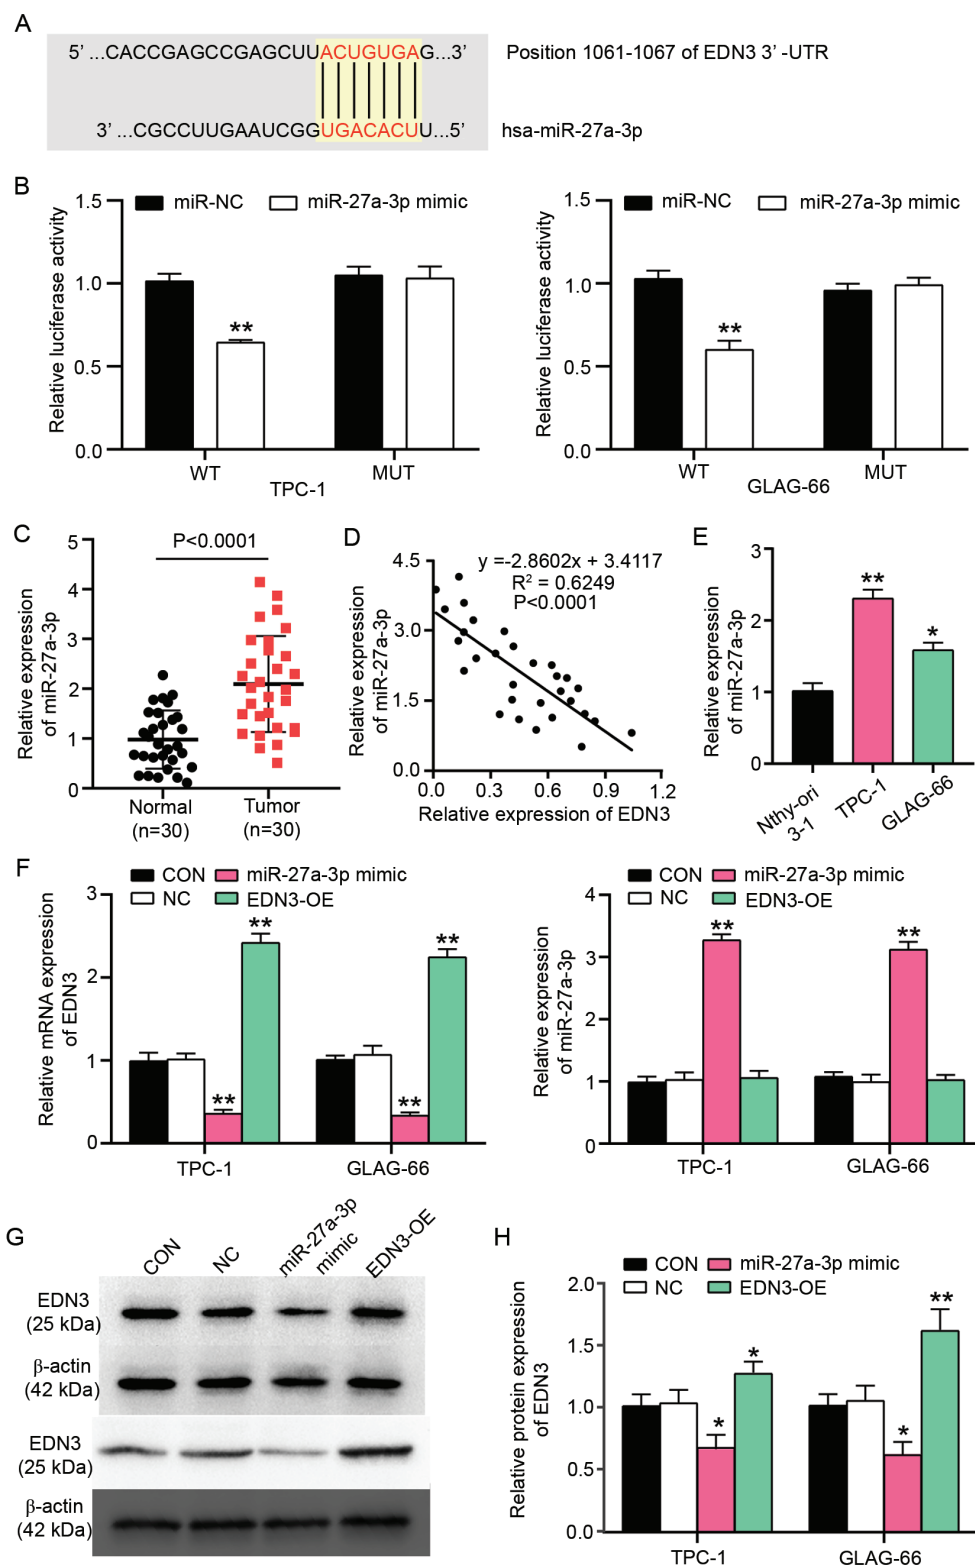 A
5’ ...CACCGAGCCGAGCUUACUGUGAG...3’ Position 1061-1067 of EDN3 3’ -UTR
3’ ...CGCCUUGAAUCGGUGACACUU...5’ hsa-miR-27a-3p
B
miR-NC miR-27a-3p mimic
Relative luciferase activity
1.5
1.0
0.5
0.0
**
WT MUT
TPC-1
miR-NC miR-27a-3p mimic
Relative luciferase activity
1.5
1.0
0.5
0.0
**
WT MUT
GLAG-66
C
Relative expression
of miR-27a-3p
5
4
3
2
1
0
P<0.0001
Normal Tumor
(n=30) (n=30)
D
Relative expression
of miR-27a-3p
4.5
3.0
1.5
0.0
y =-2.8602x + 3.4117
R² = 0.6249
P<0.0001
0.0 0.3 0.6 0.9 1.2
Relative expression of EDN3
E
Relative expression
of miR-27a-3p
3
2
1
0
**
*
Nthy-ori
3-1
TPC-1
GLAG-66
F
CON miR-27a-3p mimic
NC EDN3-OE
Relative mRNA expression
of EDN3
3
2
1
0
** **
** **
TPC-1 GLAG-66
CON miR-27a-3p mimic
NC EDN3-OE
Relative expression
of miR-27a-3p
4
3
2
1
0
** **
TPC-1 GLAG-66
G
CON
NC
miR-27a-3p
mimic
EDN3-OE
EDN3
(25 kDa)
β-actin
(42 kDa)
EDN3
(25 kDa)
β-actin
(42 kDa)
H
CON miR-27a-3p mimic
NC EDN3-OE
Relative protein expression
of EDN3
2.0
1.5
1.0
0.5
0.0
* * * **
TPC-1 GLAG-66